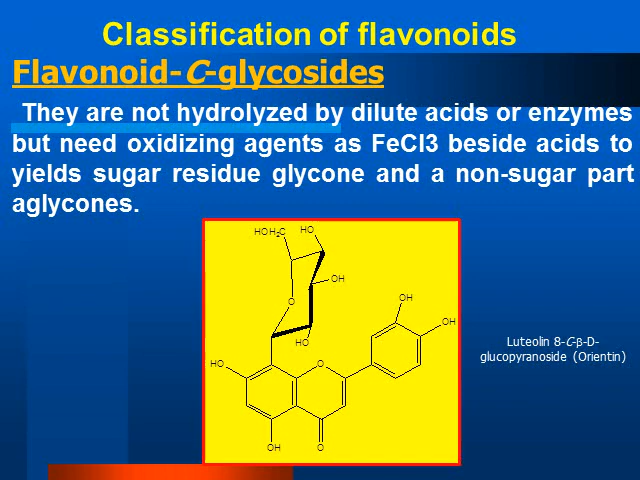 Classification of flavonoids
Flavonoid-C-glycosides
They are not hydrolyzed by dilute acids or enzymes
but need oxidizing agents as FeCl3 beside acids to
yields sugar residue glycone and a non-sugar part
aglycones.
HOH2C HO
OH
O
OH
OH
HO
HO O
OH O
Luteolin 8-C-β-D-
glucopyranoside (Orientin)